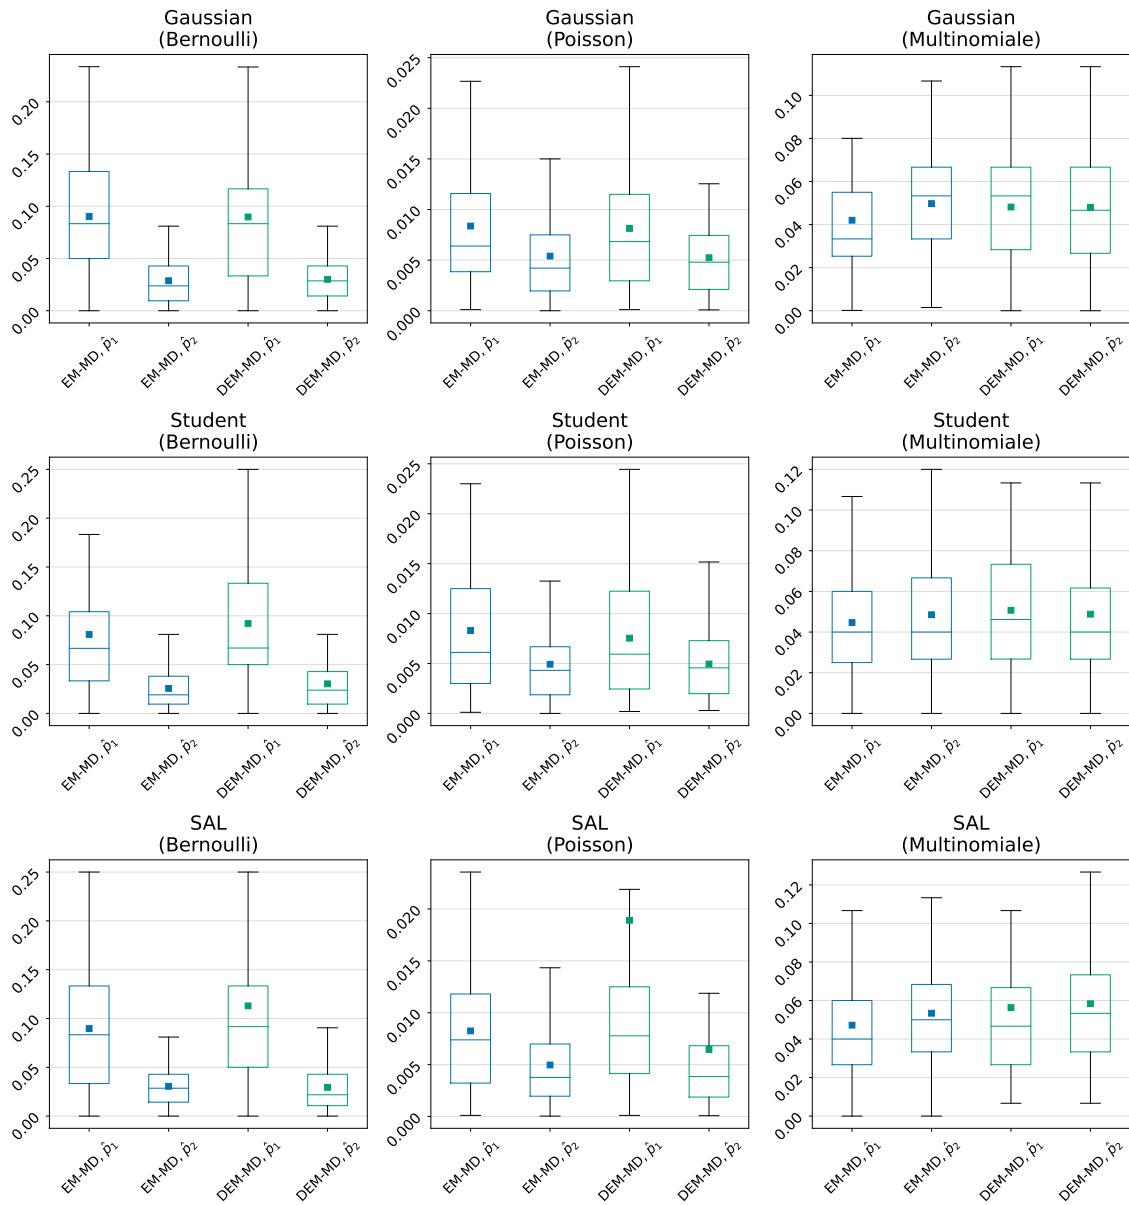 Gaussian
(Bernoulli)
0.20
0.15
0.10
0.05
0.00
EM-MD, p̂₁
EM-MD, p̂₂
DEM-MD, p̂₁
DEM-MD, p̂₂
Gaussian
(Poisson)
0.025
0.020
0.015
0.010
0.005
0.000
EM-MD, p̂₁
EM-MD, p̂₂
DEM-MD, p̂₁
DEM-MD, p̂₂
Gaussian
(Multinomiale)
0.10
0.08
0.06
0.04
0.02
0.00
EM-MD, p̂₁
EM-MD, p̂₂
DEM-MD, p̂₁
DEM-MD, p̂₂
Student
(Bernoulli)
0.25
0.20
0.15
0.10
0.05
0.00
EM-MD, p̂₁
EM-MD, p̂₂
DEM-MD, p̂₁
DEM-MD, p̂₂
Student
(Poisson)
0.025
0.020
0.015
0.010
0.005
0.000
EM-MD, p̂₁
EM-MD, p̂₂
DEM-MD, p̂₁
DEM-MD, p̂₂
Student
(Multinomiale)
0.12
0.10
0.08
0.06
0.04
0.02
0.00
EM-MD, p̂₁
EM-MD, p̂₂
DEM-MD, p̂₁
DEM-MD, p̂₂
SAL
(Bernoulli)
0.25
0.20
0.15
0.10
0.05
0.00
EM-MD, p̂₁
EM-MD, p̂₂
DEM-MD, p̂₁
DEM-MD, p̂₂
SAL
(Poisson)
0.020
0.015
0.010
0.005
0.000
EM-MD, p̂₁
EM-MD, p̂₂
DEM-MD, p̂₁
DEM-MD, p̂₂
SAL
(Multinomiale)
0.12
0.10
0.08
0.06
0.04
0.02
0.00
EM-MD, p̂₁
EM-MD, p̂₂
DEM-MD, p̂₁
DEM-MD, p̂₂